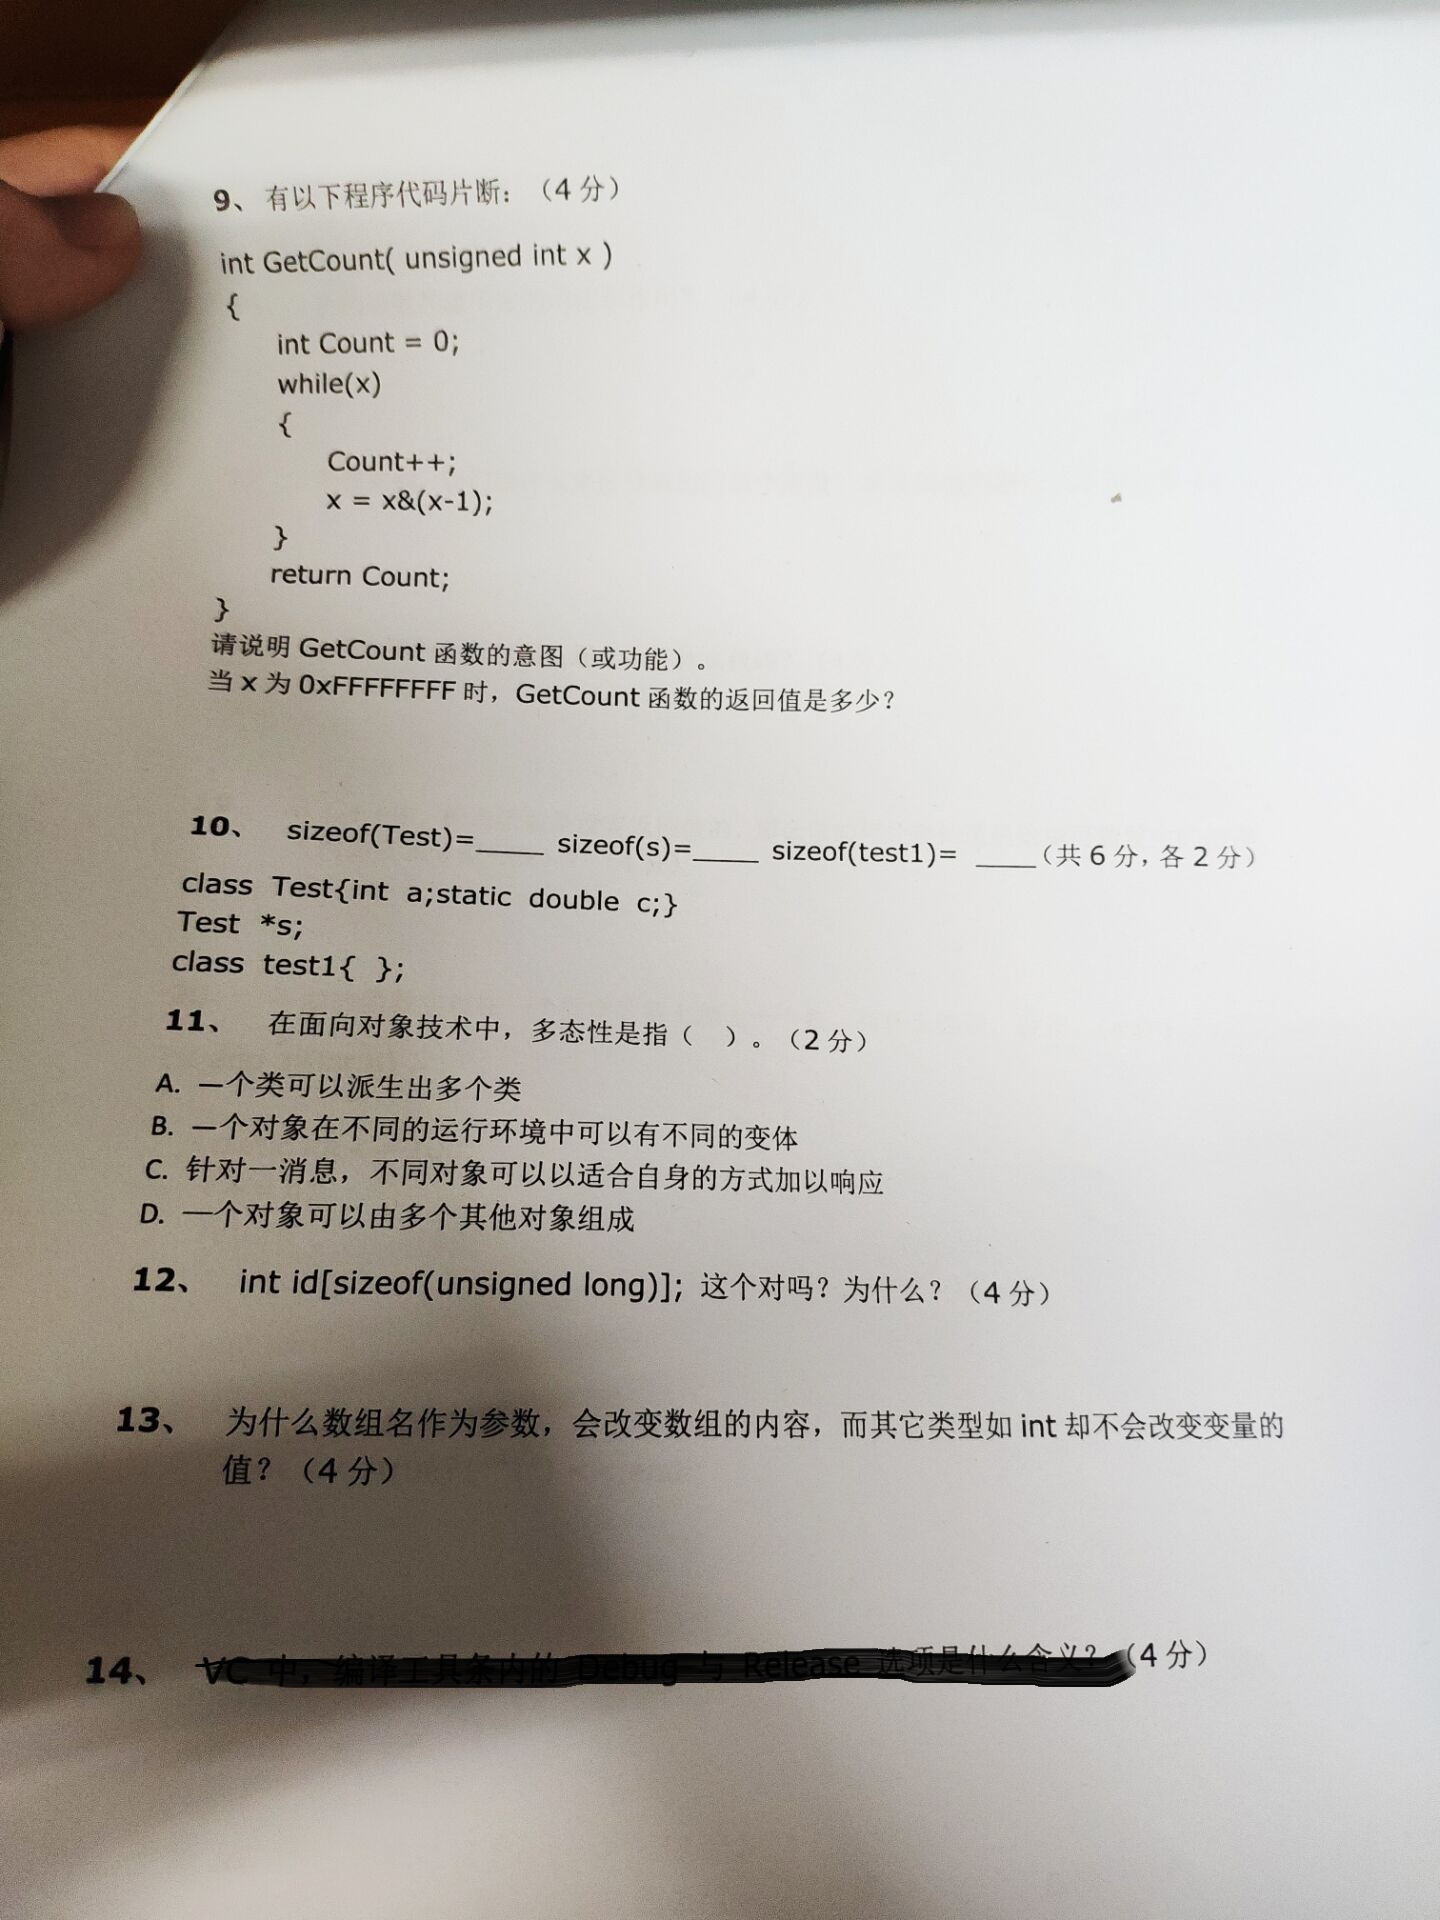 9、 有以下程序代码片断：（4 分）
int GetCount( unsigned int x )
{
int Count = 0;
while(x)
{
Count++;
x = x&(x-1);
}
return Count;
}
请说明 GetCount 函数的意图（或功能）。
当 x 为 0xFFFFFFFF 时，GetCount 函数的返回值是多少？
10、 sizeof(Test)=____ sizeof(s)=____ sizeof(test1)= ____（共 6 分，各 2 分）
class Test{int a;static double c;}
Test *s;
class test1{ };
11、 在面向对象技术中，多态性是指（ ）。（2 分）
A. 一个类可以派生出多个类
B. 一个对象在不同的运行环境中可以有不同的变体
C. 针对一消息，不同对象可以以适合自身的方式加以响应
D. 一个对象可以由多个其他对象组成
12、 int id[sizeof(unsigned long)]; 这个对吗？为什么？（4 分）
13、 为什么数组名作为参数，会改变数组的内容，而其它类型如 int 却不会改变变量的
值？（4 分）
14、 VC 中，编译工具条内的 Debug 与 Release 选项是什么含义？（4 分）